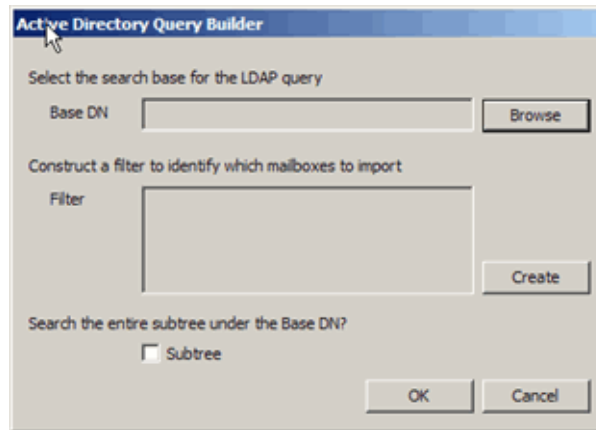 Active Directory Query Builder
Select the search base for the LDAP query
Base DN
Browse
Construct a filter to identify which mailboxes to import
Filter
Create
Search the entire subtree under the Base DN?
Subtree
OK Cancel